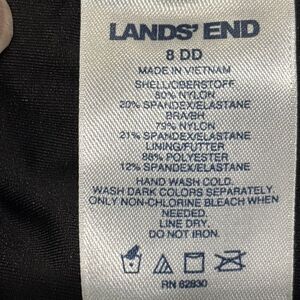 LANDS' END
8 DD
MADE IN VIETNAM
SHELL/OBERSTOFF
80% NYLON
20% SPANDEX/ELASTANE
BRA/BH
79% NYLON
21% SPANDEX/ELASTANE
LINING/FUTTER
88% POLYESTER
12% SPANDEX/ELASTANE
HAND WASH COLD.
WASH DARK COLORS SEPARATELY.
ONLY NON-CHLORINE BLEACH WHEN
NEEDED.
LINE DRY.
DO NOT IRON.
RN 62830